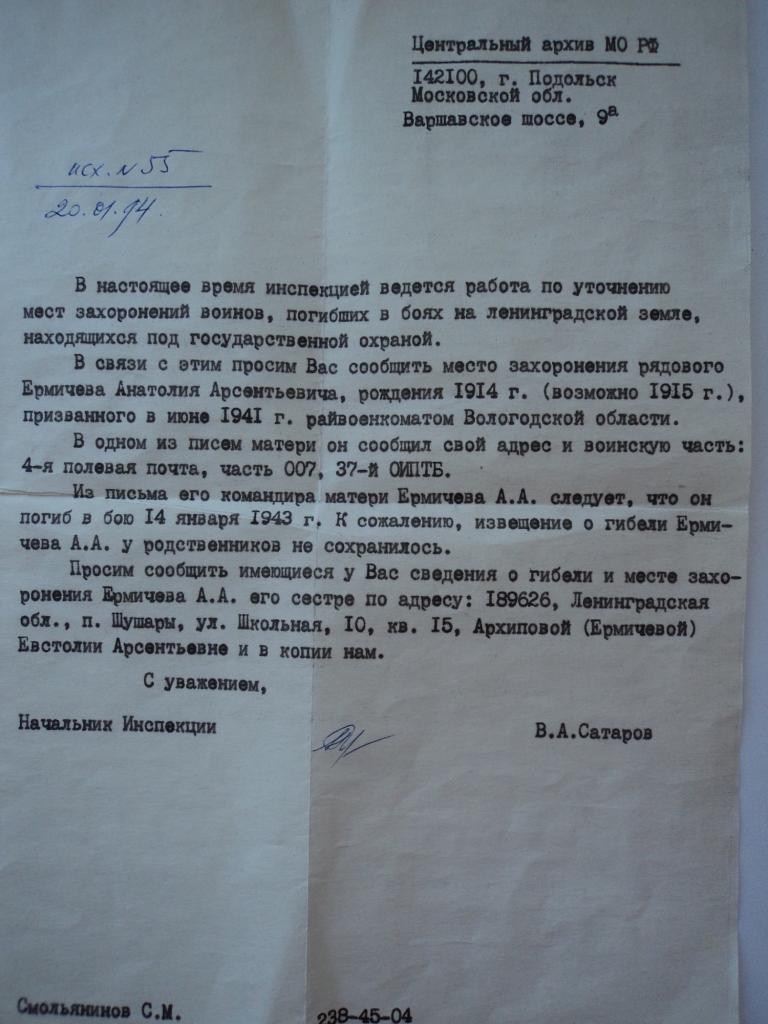 Центральный архив МО РФ
142100, г. Подольск
Московской обл.
Варшавское шоссе, 9а
исх. N 55
20.01.94.
В настоящее время инспекцией ведется работа по уточнению
мест захоронений воинов, погибших в боях на ленинградской земле,
находящихся под государственной охраной.
В связи с этим просим Вас сообщить место захоронения рядового
Ермичева Анатолия Арсентьевича, рождения 1914 г. (возможно 1915 г.),
призванного в июне 1941 г. райвоенкоматом Вологодской области.
В одном из писем матери он сообщил свой адрес и воинскую часть:
4-я полевая почта, часть 007, 37-й ОИПТБ.
Из письма его командира матери Ермичева А.А. следует, что он
погиб в бою 14 января 1943 г. К сожалению, извещение о гибели Ерми-
чева А.А. у родственников не сохранилось.
Просим сообщить имеющиеся у Вас сведения о гибели и месте захо-
ронения Ермичева А.А. его сестре по адресу: 189626, Ленинградская
обл., п. Шушары, ул. Школьная, 10, кв. 15, Архиповой (Ермичевой)
Евстолии Арсентьевне и в копии нам.
С уважением,
Начальник Инспекции В.А.Сатаров
Смольянинов С.М. 238-45-04